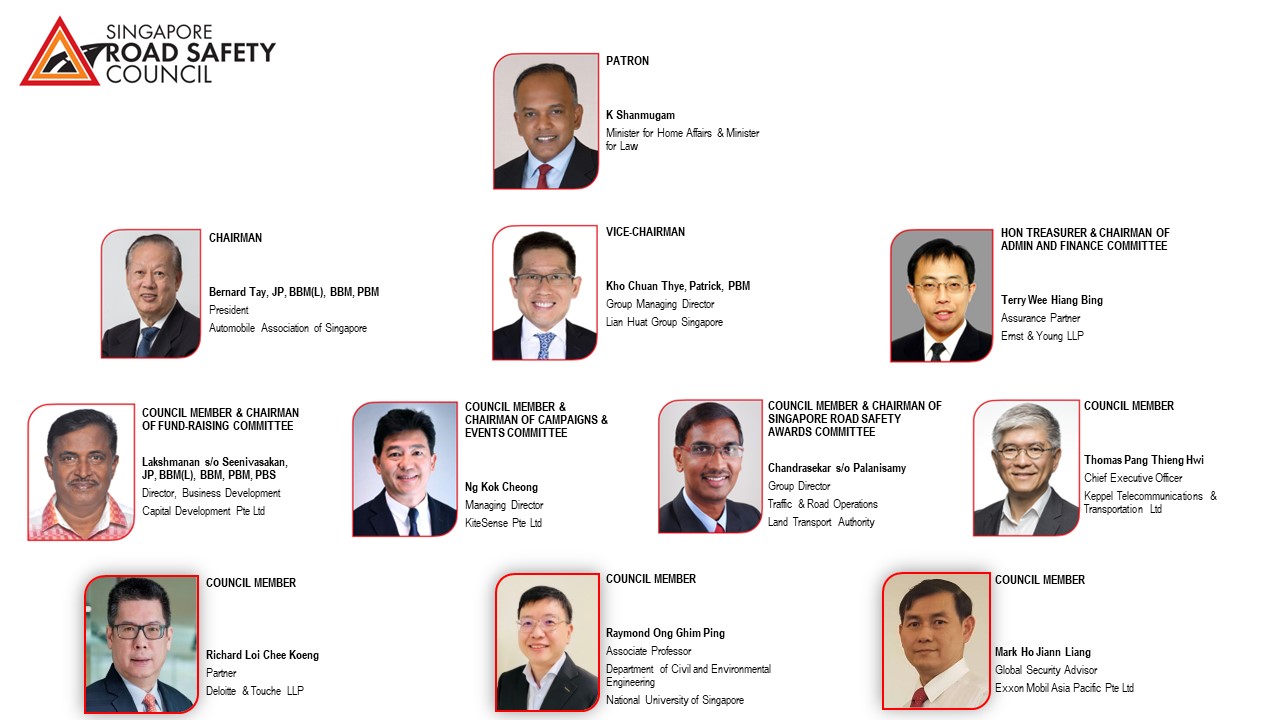 SINGAPORE
ROAD SAFETY
COUNCIL
PATRON
K Shanmugam
Minister for Home Affairs & Minister
for Law
CHAIRMAN
Bernard Tay, JP, BBM(L), BBM, PBM
President
Automobile Association of Singapore
VICE-CHAIRMAN
Kho Chuan Thye, Patrick, PBM
Group Managing Director
Lian Huat Group Singapore
HON TREASURER & CHAIRMAN OF
ADMIN AND FINANCE COMMITTEE
Terry Wee Hiang Bing
Assurance Partner
Ernst & Young LLP
COUNCIL MEMBER & CHAIRMAN
OF FUND-RAISING COMMITTEE
Lakshmanan s/o Seenivasakan,
JP, BBM(L), BBM, PBM, PBS
Director, Business Development
Capital Development Pte Ltd
COUNCIL MEMBER &
CHAIRMAN OF CAMPAIGNS &
EVENTS COMMITTEE
Ng Kok Cheong
Managing Director
KiteSense Pte Ltd
COUNCIL MEMBER & CHAIRMAN OF
SINGAPORE ROAD SAFETY
AWARDS COMMITTEE
Chandrasekar s/o Palanisamy
Group Director
Traffic & Road Operations
Land Transport Authority
COUNCIL MEMBER
Thomas Pang Thieng Hwi
Chief Executive Officer
Keppel Telecommunications &
Transportation Ltd
COUNCIL MEMBER
Richard Loi Chee Koeng
Partner
Deloitte & Touche LLP
COUNCIL MEMBER
Raymond Ong Ghim Ping
Associate Professor
Department of Civil and Environmental
Engineering
National University of Singapore
COUNCIL MEMBER
Mark Ho Jiann Liang
Global Security Advisor
Exxon Mobil Asia Pacific Pte Ltd